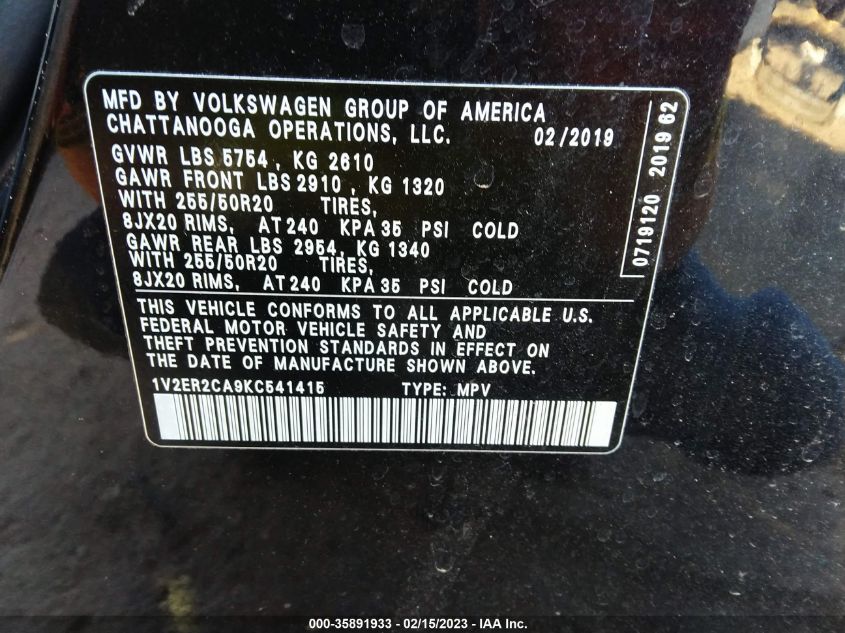 MFD BY VOLKSWAGEN GROUP OF AMERICA
CHATTANOOGA OPERATIONS, LLC. 02/2019
GVWR LBS 5754, KG 2610
GAWR FRONT LBS 2910, KG 1320
WITH 255/50R20 TIRES,
8JX20 RIMS, AT 240 KPA 35 PSI COLD
GAWR REAR LBS 2954, KG 1340
WITH 255/50R20 TIRES,
8JX20 RIMS, AT 240 KPA 35 PSI COLD
0719120 2019 62
THIS VEHICLE CONFORMS TO ALL APPLICABLE U.S.
FEDERAL MOTOR VEHICLE SAFETY AND
THEFT PREVENTION STANDARDS IN EFFECT ON
THE DATE OF MANUFACTURE SHOWN ABOVE.
1V2ER2CA9KC541415 TYPE: MPV
000-35891933 - 02/15/2023 - IAA Inc.